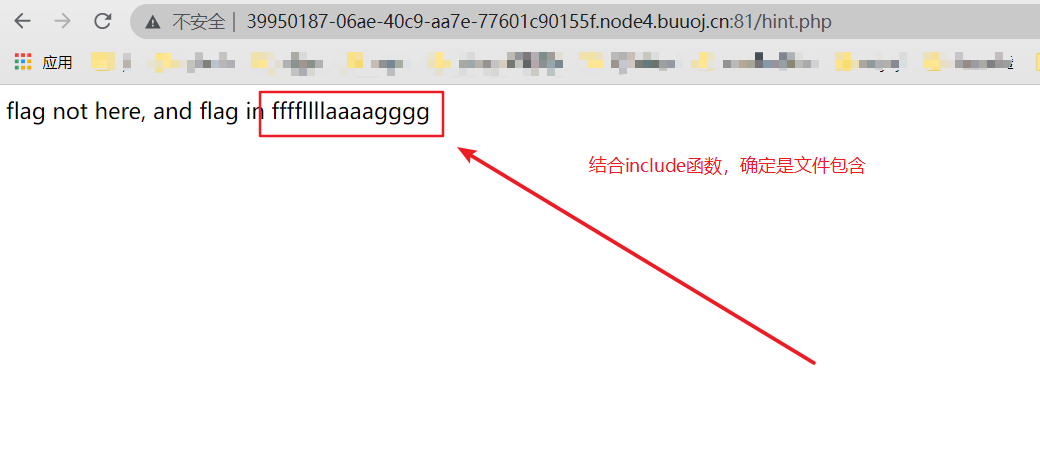 不安全 | 39950187-06ae-40c9-aa7e-77601c90155f.node4.buuoj.cn:81/hint.php
应用
flag not here, and flag in ffffllllaaaagggg
结合include函数，确定是文件包含